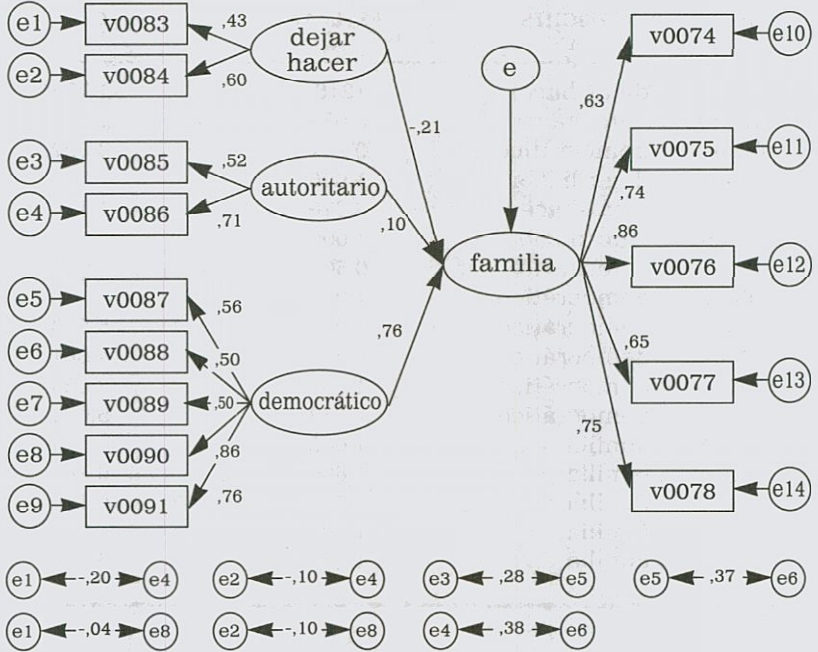 e1 v0083 ,43
dejar
hacer
e2 v0084 ,60
e3 v0085 ,52
autoritario
e4 v0086 ,71
e5 v0087 ,56
e6 v0088 ,50
e7 v0089 ,50
democrático
e8 v0090 ,86
e9 v0091 ,76
-,21
,10
,76
e
familia
,63 v0074 e10
,74 v0075 e11
,86 v0076 e12
,65 v0077 e13
,75 v0078 e14
e1 -,20 e4 e2 -,10 e4 e3 ,28 e5 e5 ,37 e6
e1 -,04 e8 e2 -,10 e8 e4 ,38 e6